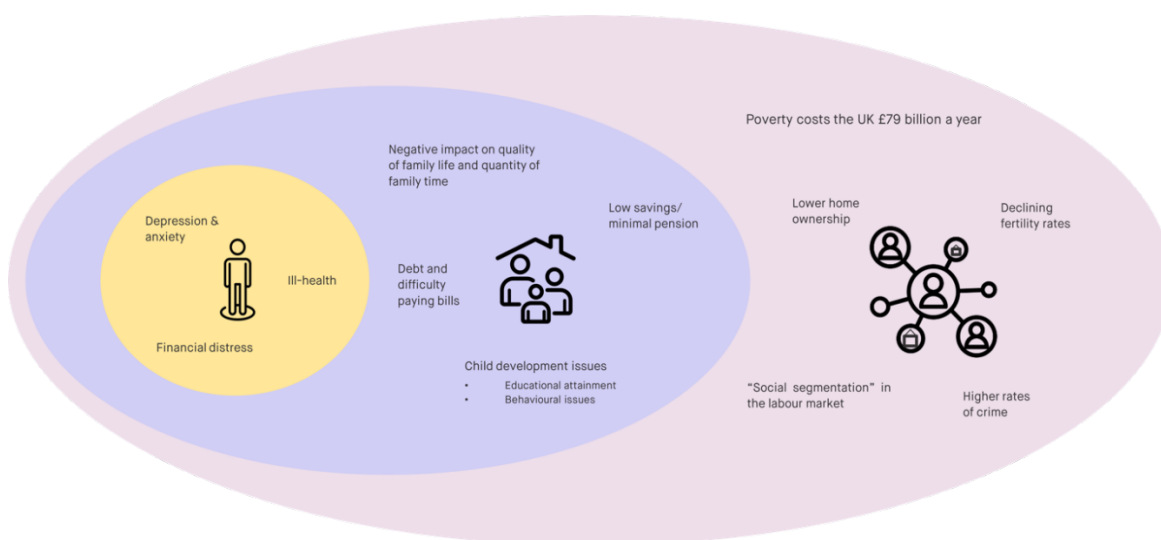 Depression &
anxiety
Ill-health
Financial distress
Negative impact on quality
of family life and quantity of
family time
Low savings/
minimal pension
Debt and
difficulty
paying bills
Child development issues
• Educational attainment
• Behavioural issues
Poverty costs the UK £79 billion a year
Lower home
ownership
Declining
fertility rates
“Social segmentation” in
the labour market
Higher rates
of crime